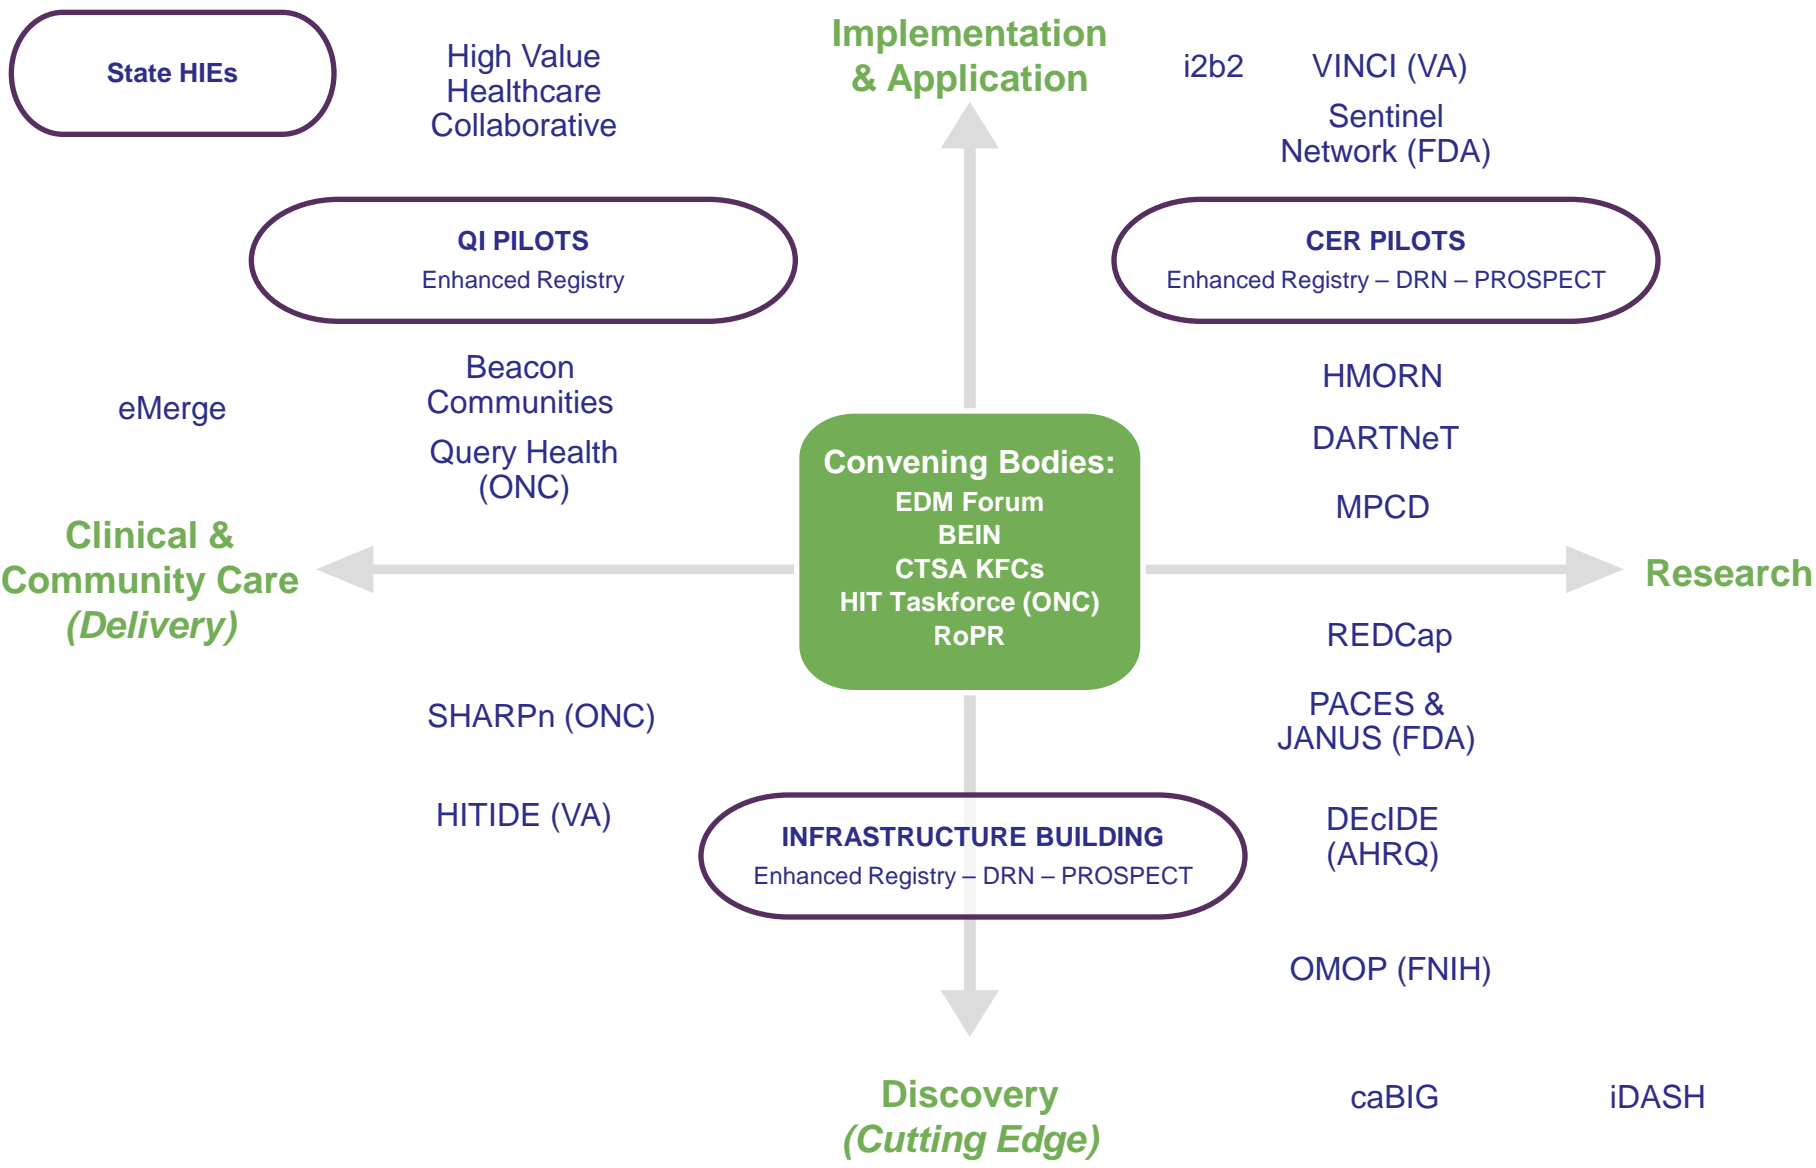 State HIEs
High Value
Healthcare
Collaborative
Implementation
& Application
i2b2
VINCI (VA)
Sentinel
Network (FDA)
QI PILOTS
Enhanced Registry
CER PILOTS
Enhanced Registry – DRN – PROSPECT
eMerge
Beacon
Communities
Query Health
(ONC)
HMORN
DARTNeT
MPCD
Convening Bodies:
EDM Forum
BEIN
CTSA KFCs
HIT Taskforce (ONC)
RoPR
Clinical &
Community Care
(Delivery)
Research
SHARPn (ONC)
HITIDE (VA)
REDCap
PACES &
JANUS (FDA)
DEcIDE
(AHRQ)
INFRASTRUCTURE BUILDING
Enhanced Registry – DRN – PROSPECT
OMOP (FNIH)
Discovery
(Cutting Edge)
caBIG
iDASH